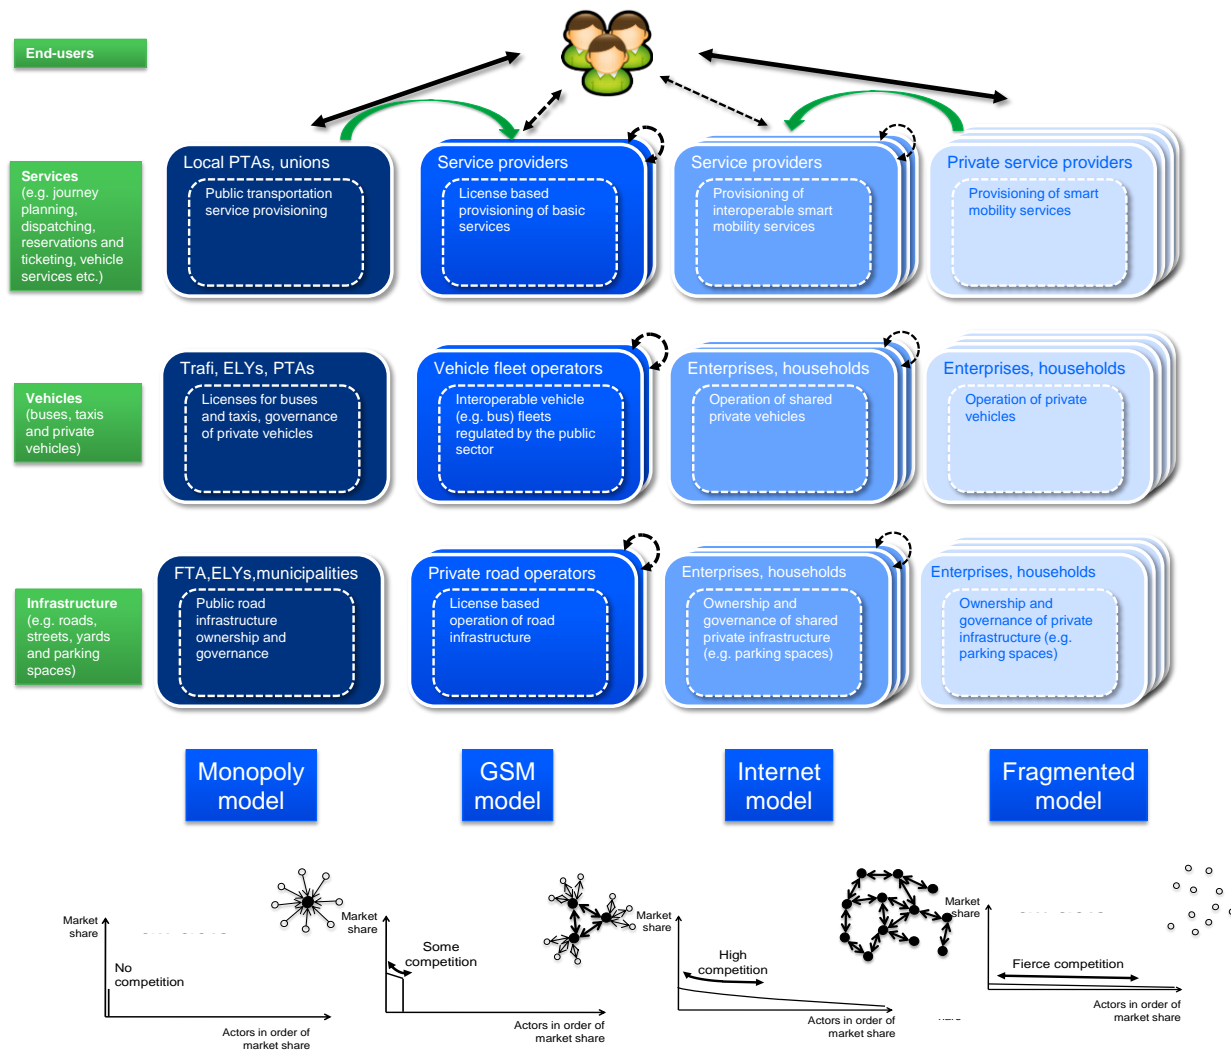 End-users
Services
(e.g. journey
planning,
dispatching,
reservations and
ticketing, vehicle
services etc.)
Local PTAs, unions
Public transportation
service provisioning
Service providers
License based
provisioning of basic
services
Service providers
Provisioning of
interoperable smart
mobility services
Private service providers
Provisioning of smart
mobility services
Vehicles
(buses, taxis
and private
vehicles)
Trafi, ELYs, PTAs
Licenses for buses
and taxis, governance
of private vehicles
Vehicle fleet operators
Interoperable vehicle
(e.g. bus) fleets
regulated by the public
sector
Enterprises, households
Operation of shared
private vehicles
Enterprises, households
Operation of private
vehicles
Infrastructure
(e.g. roads,
streets, yards
and parking
spaces)
FTA,ELYs,municipalities
Public road
infrastructure
ownership and
governance
Private road operators
License based
operation of road
infrastructure
Enterprises, households
Ownership and
governance of shared
private infrastructure
(e.g. parking spaces)
Enterprises, households
Ownership and
governance of private
infrastructure (e.g.
parking spaces)
Monopoly
model
GSM
model
Internet
model
Fragmented
model
Market
share
No
competition
Actors in order of
market share
Market
share
Some
competition
Actors in order of
market share
Market
share
High
competition
Actors in order of
market share
Market
share
Fierce competition
Actors in order of
market share